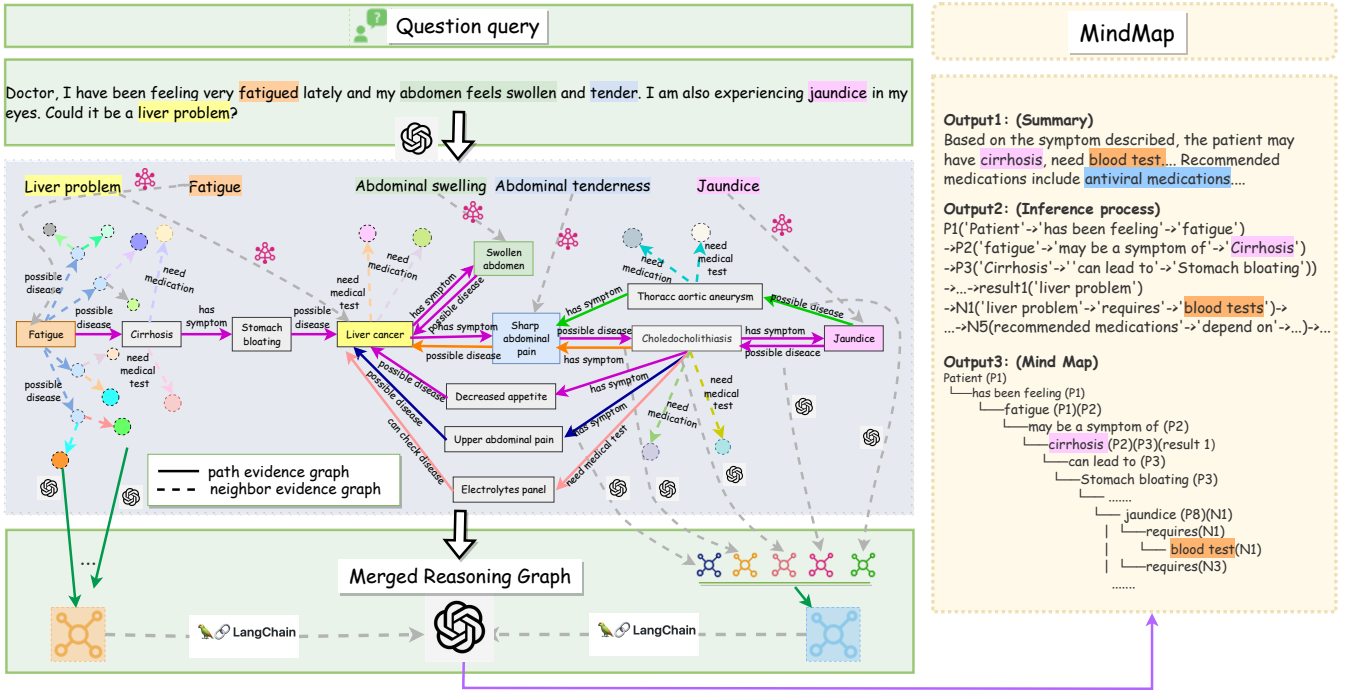 Question query
Doctor, I have been feeling very fatigued lately and my abdomen feels swollen and tender. I am also experiencing jaundice in my
eyes. Could it be a liver problem?
Liver problem
Fatigue
Abdominal swelling
Abdominal tenderness
Jaundice
possible
disease
need
medication
need
medical
test
need
medication
has symptom
possible disease
Swollen
abdomen
need
medication
need
medical
test
Thoracc aortic aneurysm
has symptom
possible disease
possible
disease
has
symptom
possible
disease
Fatigue
Cirrhosis
Stomach
bloating
Liver cancer
has symptom
possible disease
Sharp
abdominal
pain
possible disease
has symptom
Choledocholithiasis
has symptom
possible diseace
Jaundice
need
medical
test
possible
disease
possible disease
Decreased appetite
has symptom
possible disease
Upper abdominal pain
has symptom
need
medication
need
medical
test
can check disease
Electrolytes panel
need medical test
path evidence graph
neighbor evidence graph
...
Merged Reasoning Graph
LangChain
LangChain
MindMap
Output1: (Summary)
Based on the symptom described, the patient may
have cirrhosis, need blood test.... Recommended
medications include antiviral medications....
Output2: (Inference process)
P1('Patient'->'has been feeling'->'fatigue')
->P2('fatigue'->'may be a symptom of'->'Cirrhosis')
->P3('Cirrhosis'->''can lead to'->'Stomach bloating'))
->...->result1('liver problem')
->N1('liver problem'->'requires'->'blood tests')->
...->N5(recommended medications'->'depend on'->...)->...
Output3: (Mind Map)
Patient (P1)
└──has been feeling (P1)
└──fatigue (P1)(P2)
└──may be a symptom of (P2)
└──cirrhosis (P2)(P3)(result 1)
└──can lead to (P3)
└──Stomach bloating (P3)
└── .......
└── jaundice (P8)(N1)
| └──requires(N1)
| └── blood test(N1)
└──requires(N3)
.......